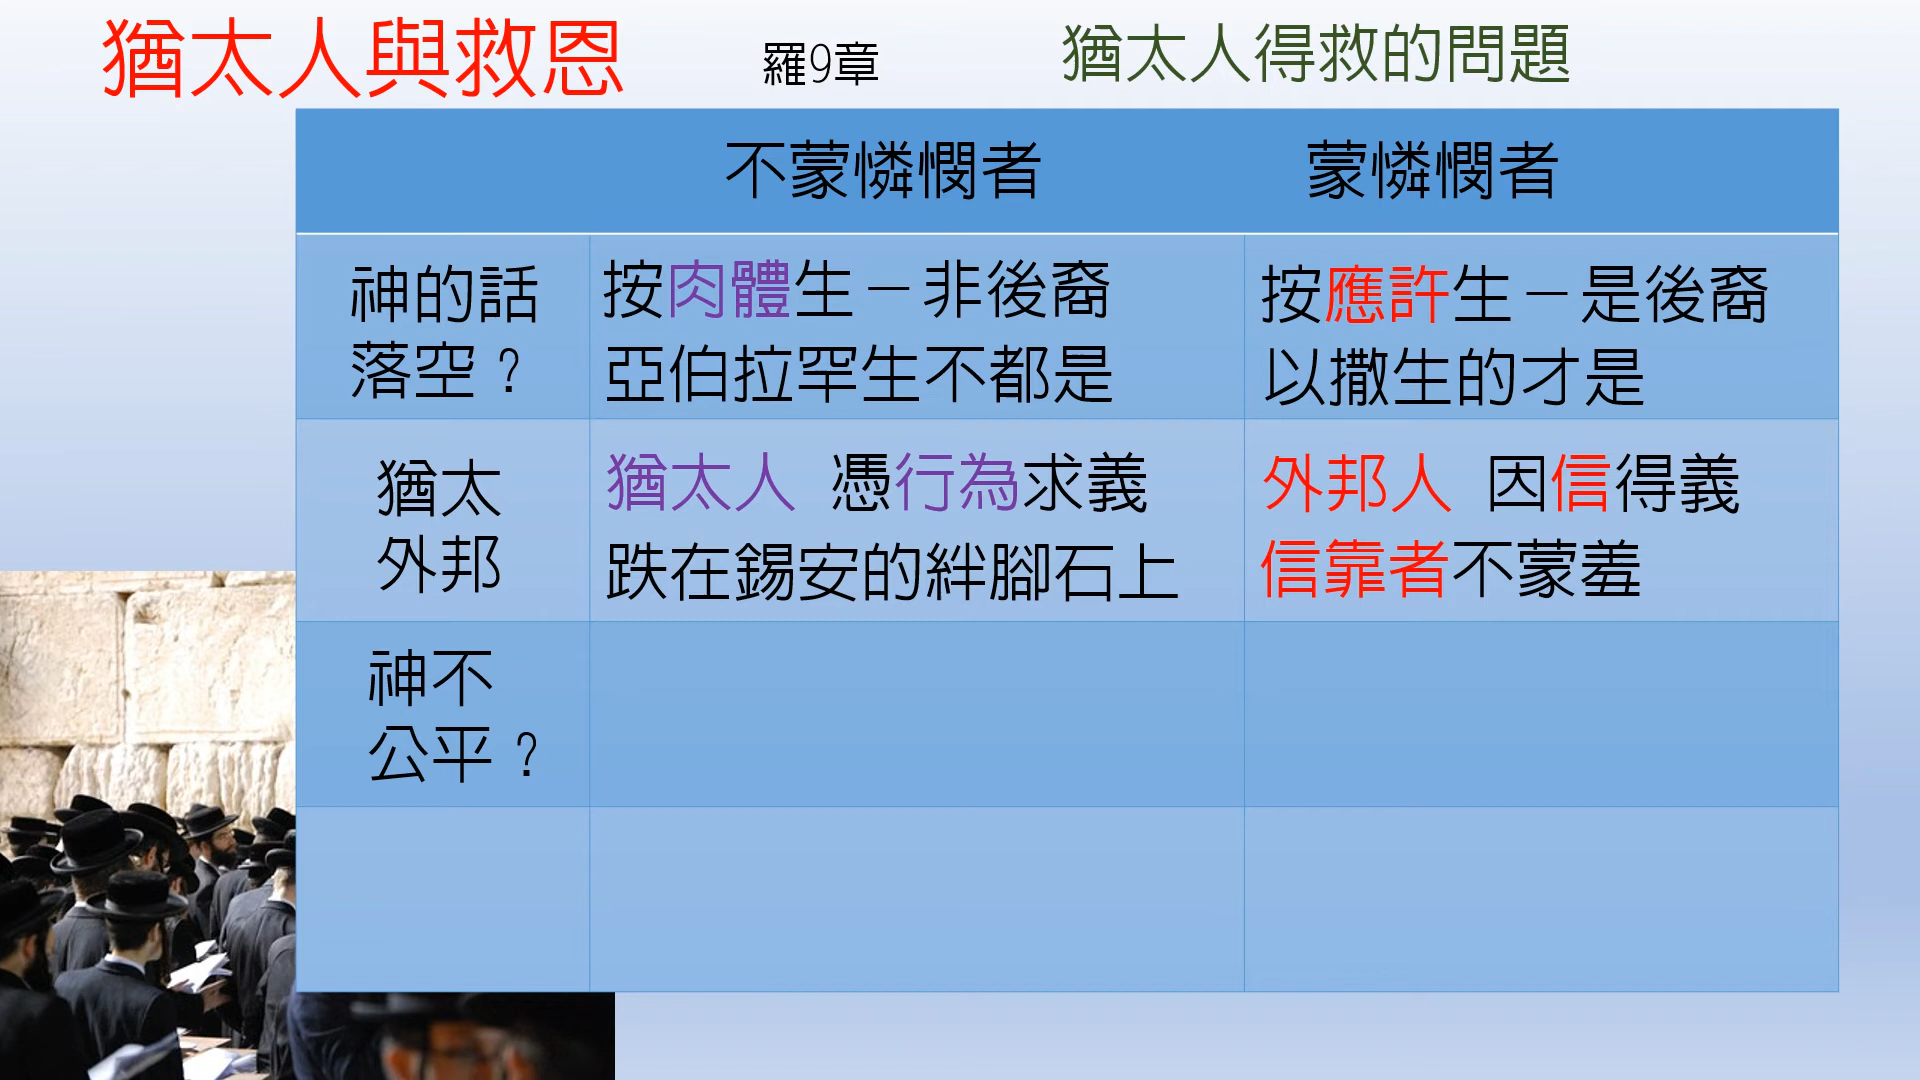 猶太人與救恩 羅9章 猶太人得救的問題
不蒙憐憫者 蒙憐憫者
神的話
落空？
按肉體生－非後裔
亞伯拉罕生不都是
按應許生－是後裔
以撒生的才是
猶太
外邦
猶太人 憑行為求義
跌在錫安的絆腳石上
外邦人 因信得義
信靠者不蒙羞
神不
公平？